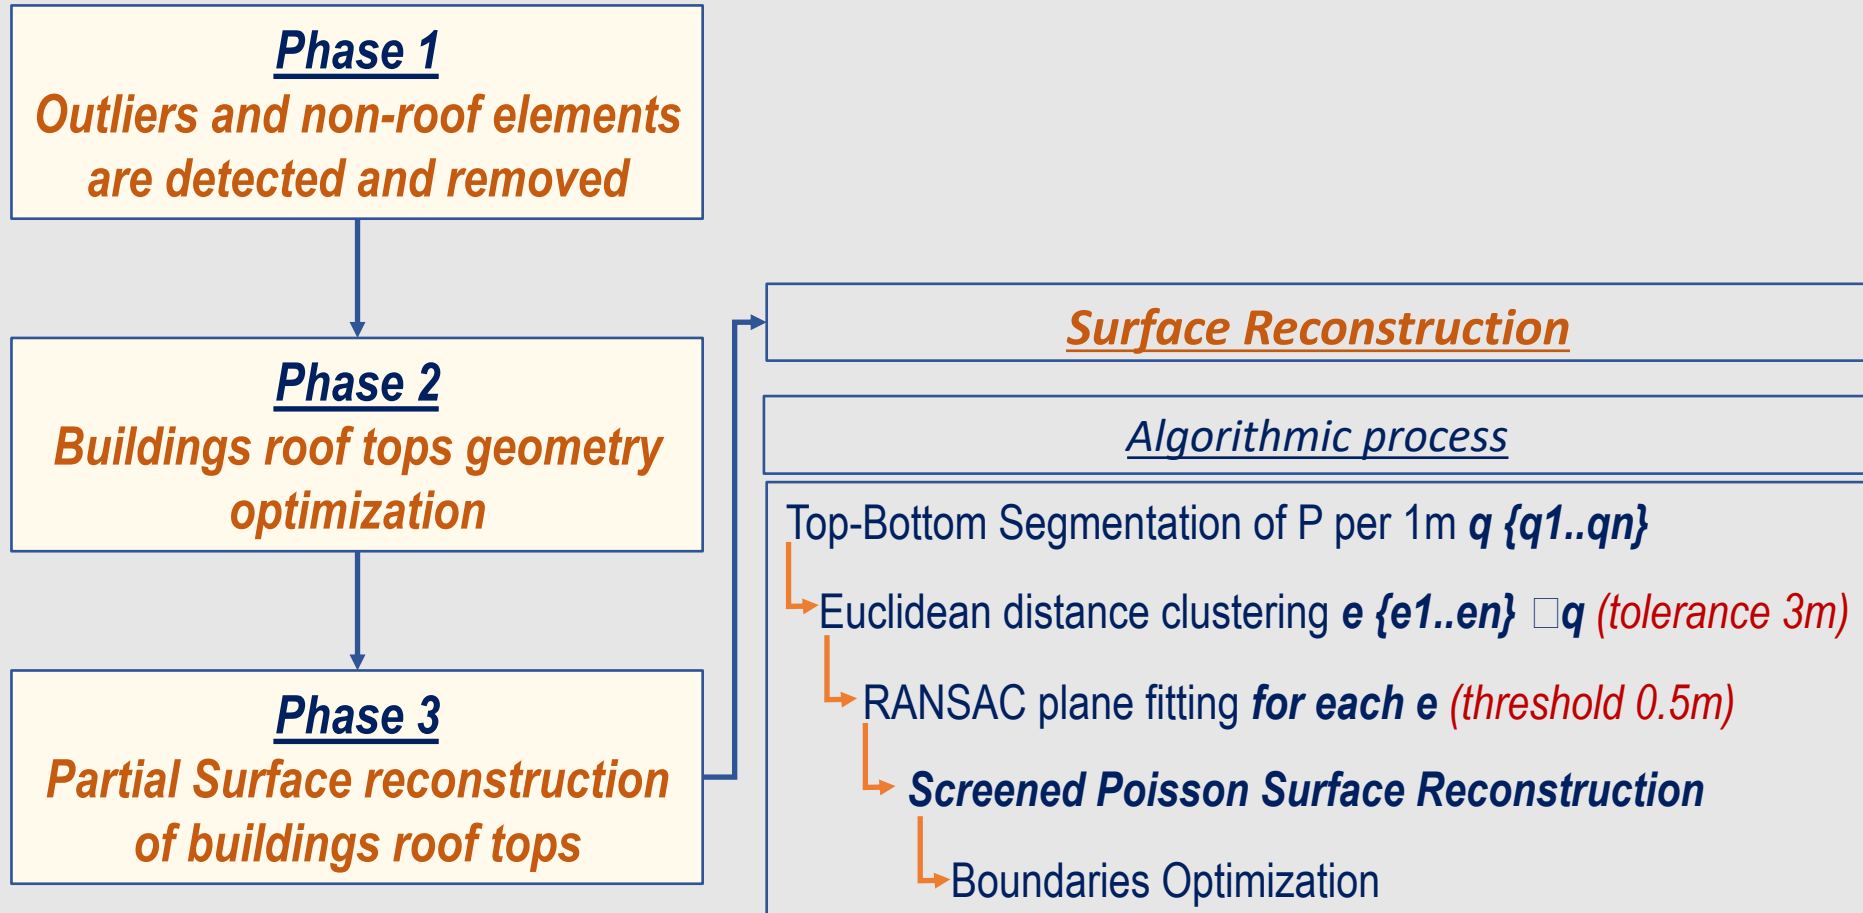 Phase 1
Outliers and non-roof elements
are detected and removed
Phase 2
Buildings roof tops geometry
optimization
Phase 3
Partial Surface reconstruction
of buildings roof tops
Surface Reconstruction
Algorithmic process
Top-Bottom Segmentation of P per 1m q {q1..qn}
Euclidean distance clustering e {e1..en} □q (tolerance 3m)
RANSAC plane fitting for each e (threshold 0.5m)
Screened Poisson Surface Reconstruction
Boundaries Optimization